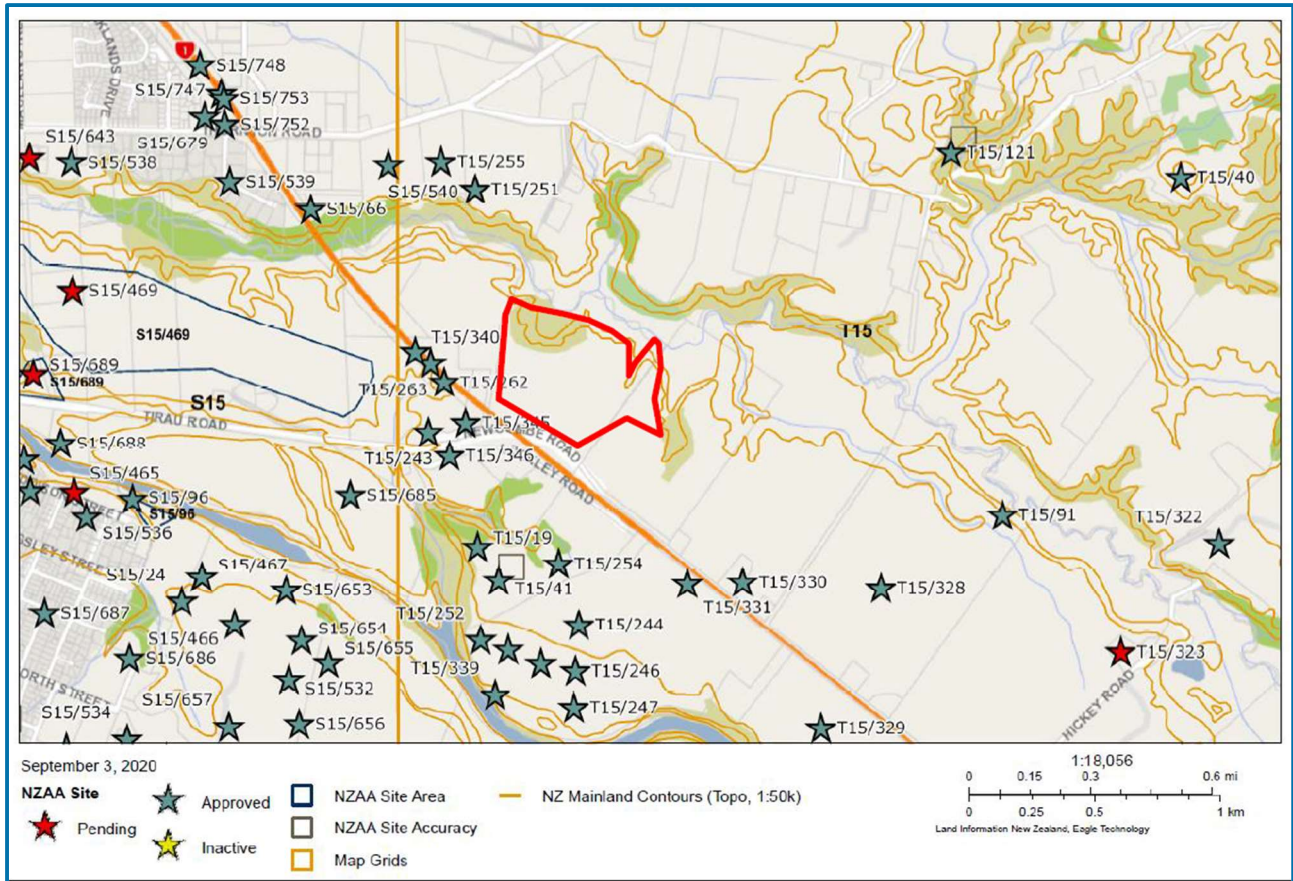 KLANDS DRIVE
1
S15/748
S15/747
S15/753
S15/752
S15/679
ROAD
S15/643
S15/538
S15/539
S15/540
T15/255
T15/251
S15/66
T15/121
T15/40
S15/469
S15/469
S15/689
S15/689
S15
TIRAU ROAD
T15/340
T15/263
T15/262
T15/345
NEWCOMBE ROAD
T15/243
T15/346
S15/688
S15/465
S15/96
S15/96
S15/536
S15/685
T15/19
T15/254
T15/41
T15/91
T15/322
S15/24
S15/467
S15/653
T15/252
T15/331
T15/330
T15/328
S15/687
S15/466
S15/654
S15/655
T15/244
S15/686
T15/339
T15/246
T15/323
S15/657
S15/532
T15/247
S15/534
S15/656
T15/329
HICKEY ROAD
September 3, 2020
NZAA Site
Pending
Approved
Inactive
NZAA Site Area
NZAA Site Accuracy
Map Grids
NZ Mainland Contours (Topo, 1:50k)
1:18,056
0 0.15 0.3 0.6 mi
0 0.25 0.5 1 km
Land Information New Zealand, Eagle Technology